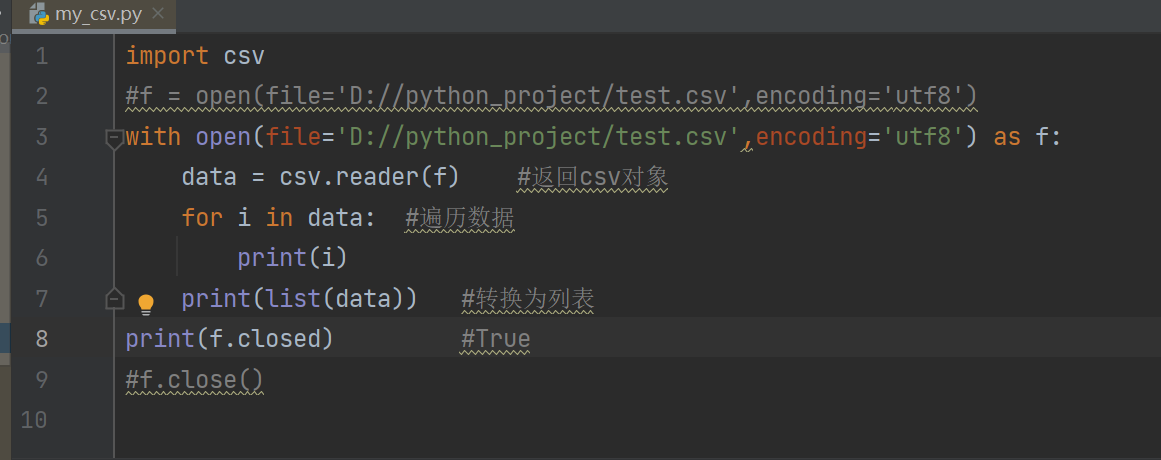 my_csv.py
1 import csv
2 #f = open(file='D://python_project/test.csv',encoding='utf8')
3 with open(file='D://python_project/test.csv',encoding='utf8') as f:
4 data = csv.reader(f) #返回csv对象
5 for i in data: #遍历数据
6 print(i)
7 print(list(data)) #转换为列表
8 print(f.closed) #True
9 #f.close()
10